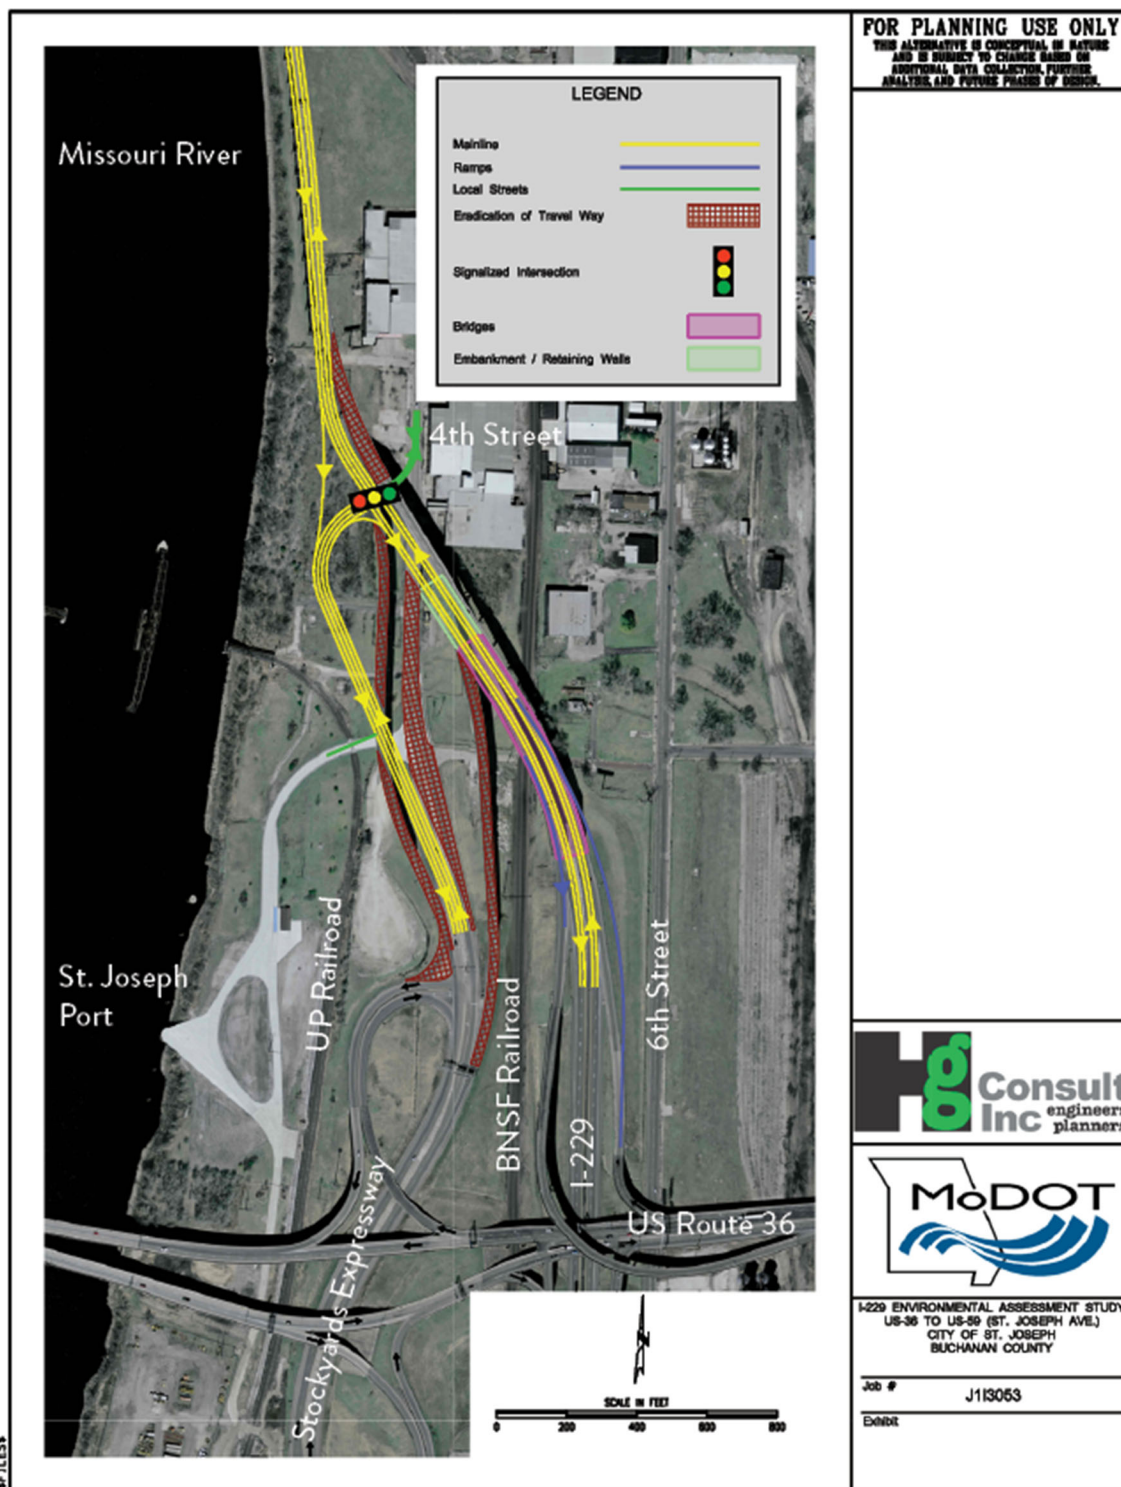 FOR PLANNING USE ONLY
THIS ALTERNATIVE IS CONCEPTUAL IN NATURE
AND IS SUBJECT TO CHANGE BASED ON
ADDITIONAL DATA COLLECTION, FURTHER
ANALYSIS, AND FUTURE PHASES OF DESIGN.
LEGEND
Mainline
Ramps
Local Streets
Eradication of Travel Way
Signalized Intersection
Bridges
Embankment / Retaining Walls
Missouri River
4th Street
St. Joseph
Port
UP Railroad
BNSF Railroad
6th Street
I-229
US Route 36
Stockyards Expressway
SCALE IN FEET
0 200 400 600 800
Hg Consult
Inc engineers
planners
MoDOT
I-229 ENVIRONMENTAL ASSESSMENT STUDY
US-36 TO US-59 (ST. JOSEPH AVE.)
CITY OF ST. JOSEPH
BUCHANAN COUNTY
Job #
J1I3053
Exhibit